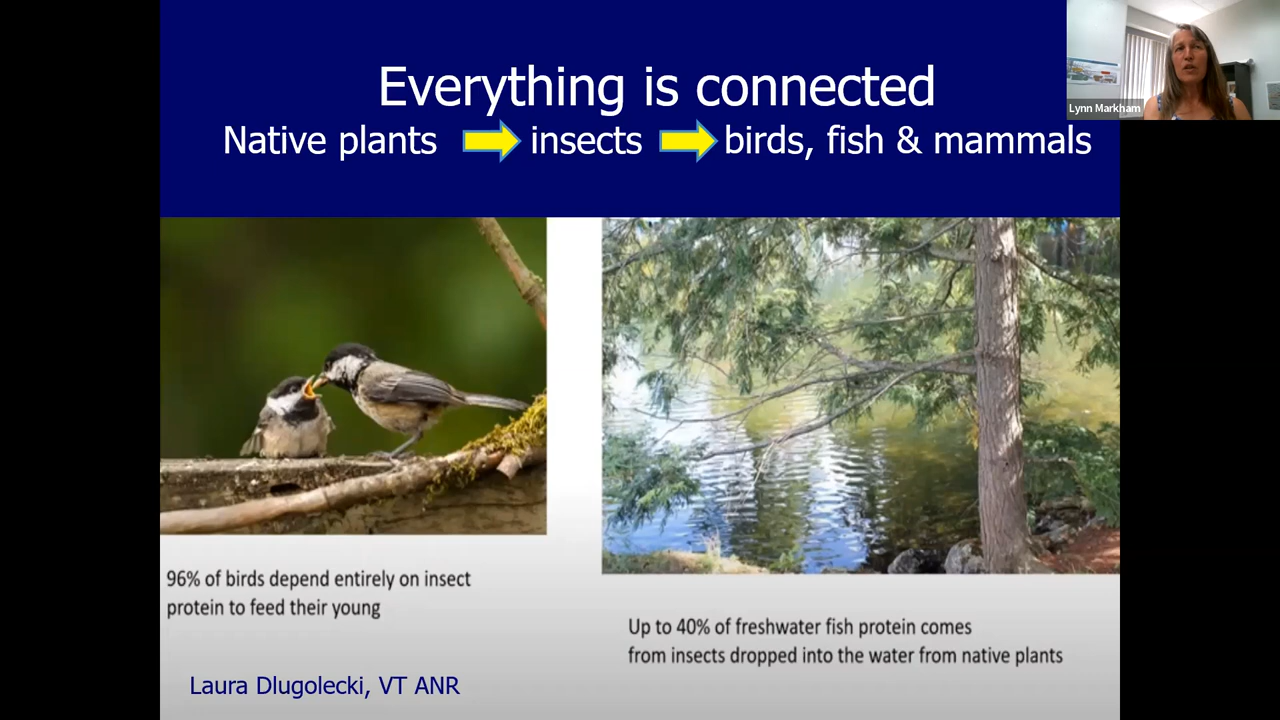 Everything is connected
Native plants insects birds, fish & mammals
Lynn Markham
96% of birds depend entirely on insect
protein to feed their young
Up to 40% of freshwater fish protein comes
from insects dropped into the water from native plants
Laura Dlugolecki, VT ANR